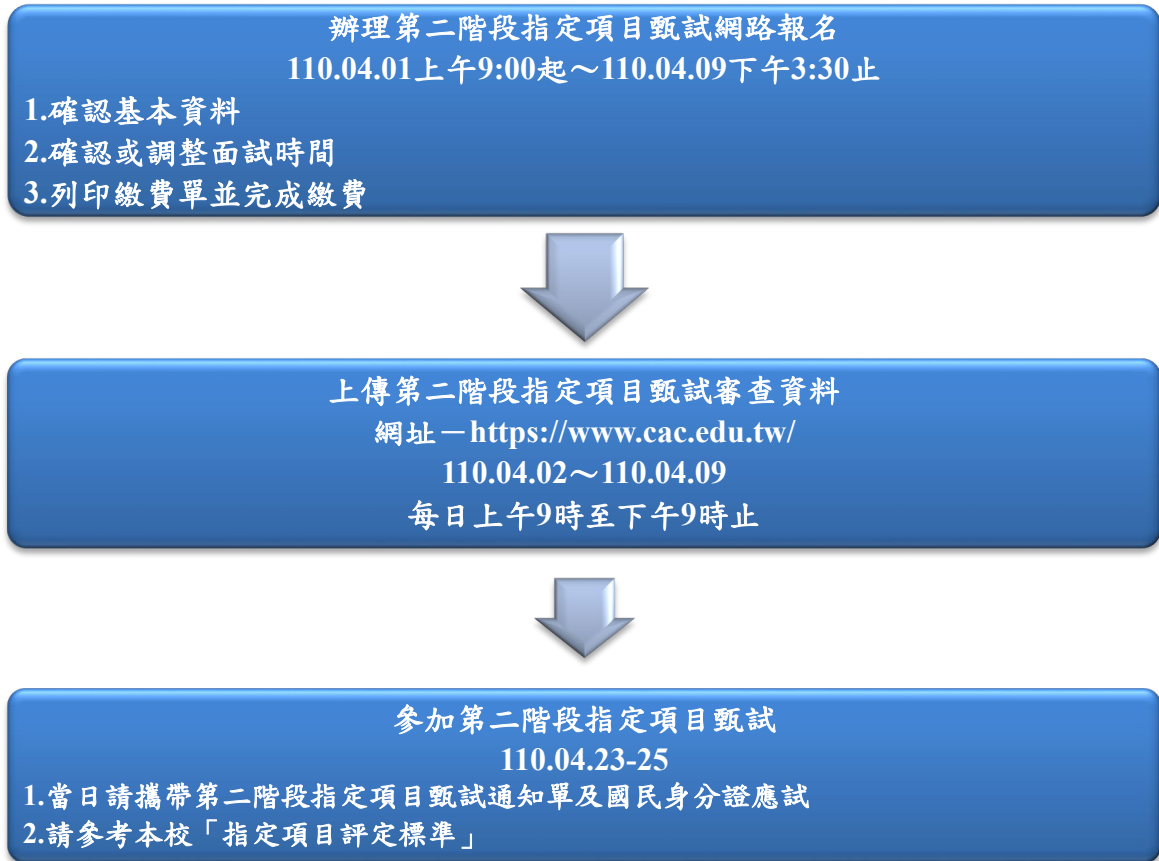 辦理第二階段指定項目甄試網路報名
110.04.01上午9:00起～110.04.09下午3:30止
1.確認基本資料
2.確認或調整面試時間
3.列印繳費單並完成繳費
上傳第二階段指定項目甄試審查資料
網址－https://www.cac.edu.tw/
110.04.02～110.04.09
每日上午9時至下午9時止
參加第二階段指定項目甄試
110.04.23-25
1.當日請攜帶第二階段指定項目甄試通知單及國民身分證應試
2.請參考本校「指定項目評定標準」